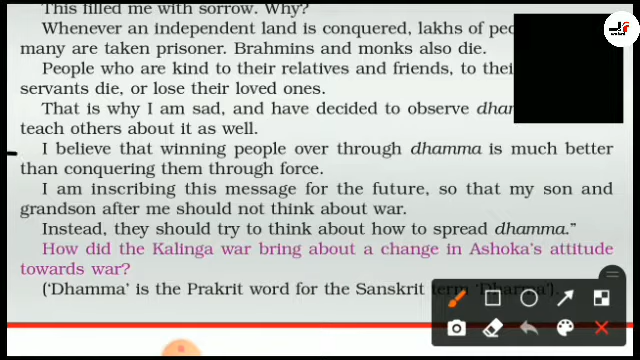 This filled me with sorrow. Why?
Whenever an independent land is conquered, lakhs of
many are taken prisoner. Brahmins and monks also die.
People who are kind to their relatives and friends, to
servants die, or lose their loved ones.
That is why I am sad, and have decided to observe
teach others about it as well.
I believe that winning people over through dhamma is much better
than conquering them through force.
I am inscribing this message for the future, so that my son and
grandson after me should not think about war.
Instead, they should try to think about how to spread dhamma.”
How did the Kalinga war bring about a change in Ashoka’s attitude
towards war?
(‘Dhamma’ is the Prakrit word for the Sanskrit term ‘Dharma’).